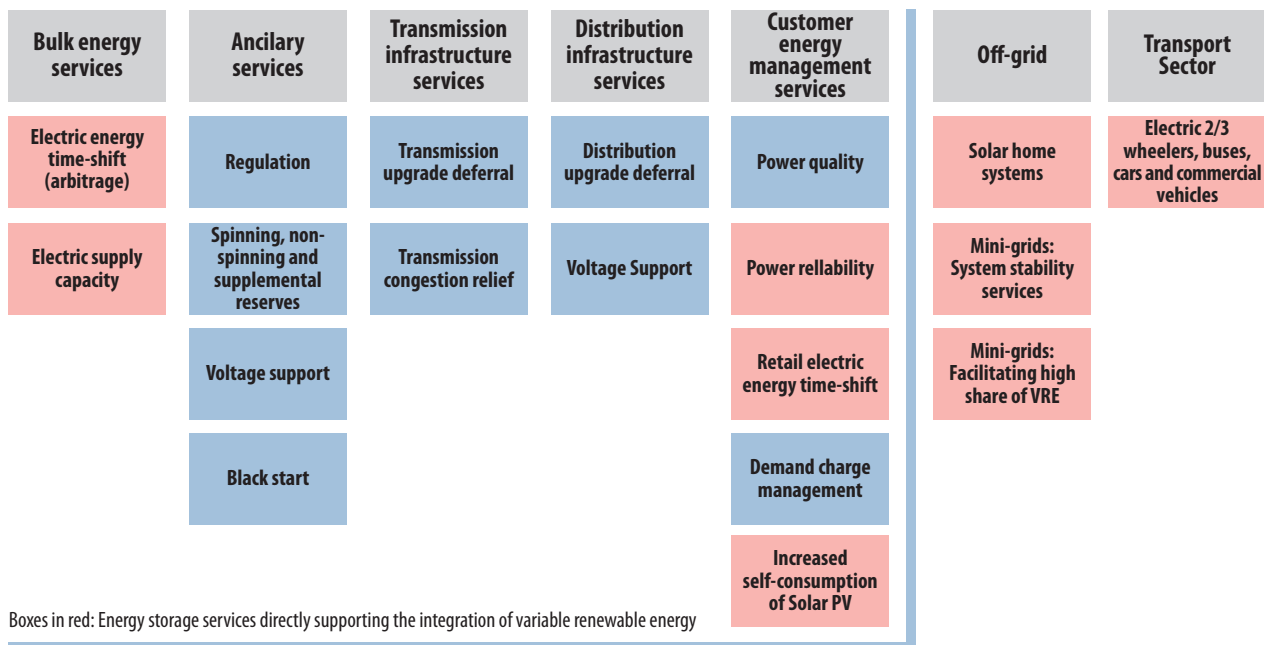 Bulk energy
services
Ancilary
services
Transmission
infrastructure
services
Distribution
infrastructure
services
Customer
energy
management
services
Off-grid
Transport
Sector
Electric energy
time-shift
(arbitrage)
Regulation
Transmission
upgrade deferral
Distribution
upgrade deferral
Power quality
Solar home
systems
Electric 2/3
wheelers, buses,
cars and commercial
vehicles
Electric supply
capacity
Spinning, non-
spinning and
supplemental
reserves
Transmission
congestion relief
Voltage Support
Power rellability
Mini-grids:
System stability
services
Voltage support
Retail electric
energy time-shift
Mini-grids:
Facilitating high
share of VRE
Black start
Demand charge
management
Increased
self-consumption
of Solar PV
Boxes in red: Energy storage services directly supporting the integration of variable renewable energy